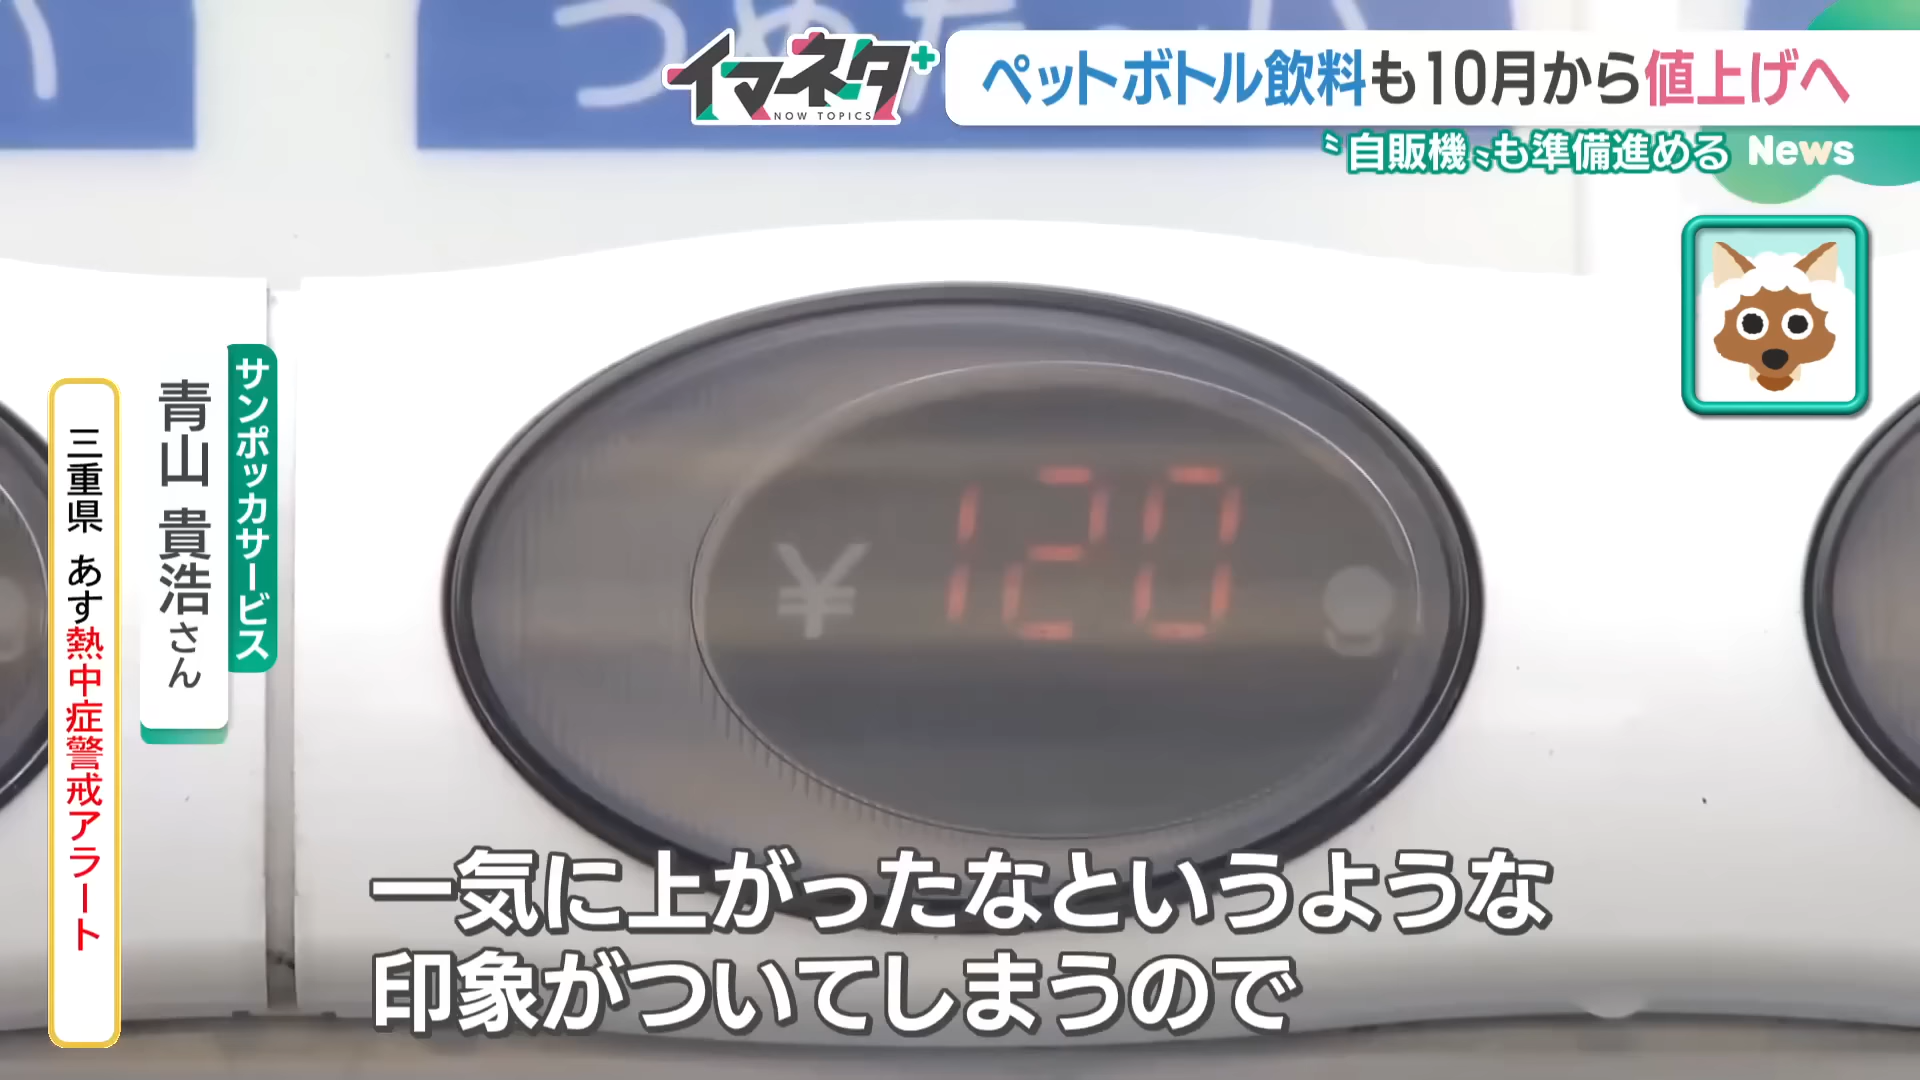 つめた〜い
イマネタ+
NOW TOPICS
ペットボトル飲料も10月から値上げへ
〝自販機〟も準備進める
News
サンポッカサービス
青山 貴浩さん
三重県 あす熱中症警戒アラート
¥ 120
一気に上がったなというような
印象がついてしまうので